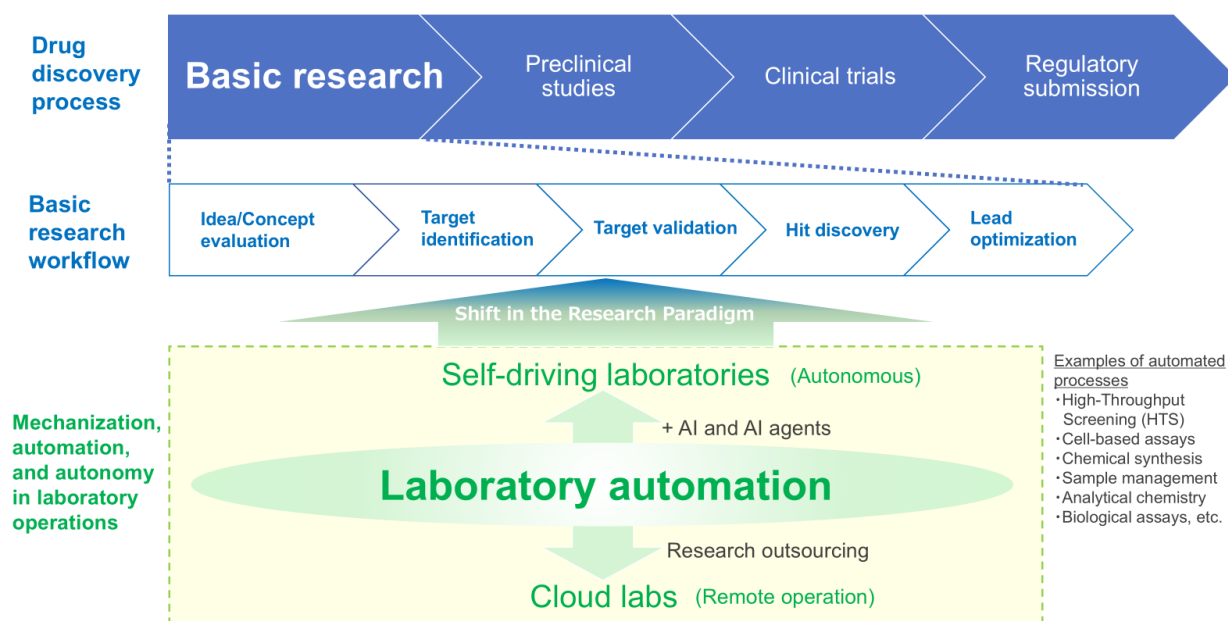 Drug
discovery
process
Basic research
Preclinical
studies
Clinical trials
Regulatory
submission
Basic
research
workflow
Idea/Concept
evaluation
Target
identification
Target validation
Hit discovery
Lead
optimization
Shift in the Research Paradigm
Mechanization,
automation,
and autonomy
in laboratory
operations
Self-driving laboratories (Autonomous)
+ AI and AI agents
Laboratory automation
Research outsourcing
Cloud labs (Remote operation)
Examples of automated
processes
・High-Throughput
Screening (HTS)
・Cell-based assays
・Chemical synthesis
・Sample management
・Analytical chemistry
・Biological assays, etc.